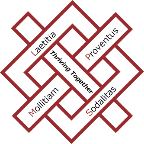 Laetitia
Proventus
Thriving Together
Mollitiam
Sodalitas